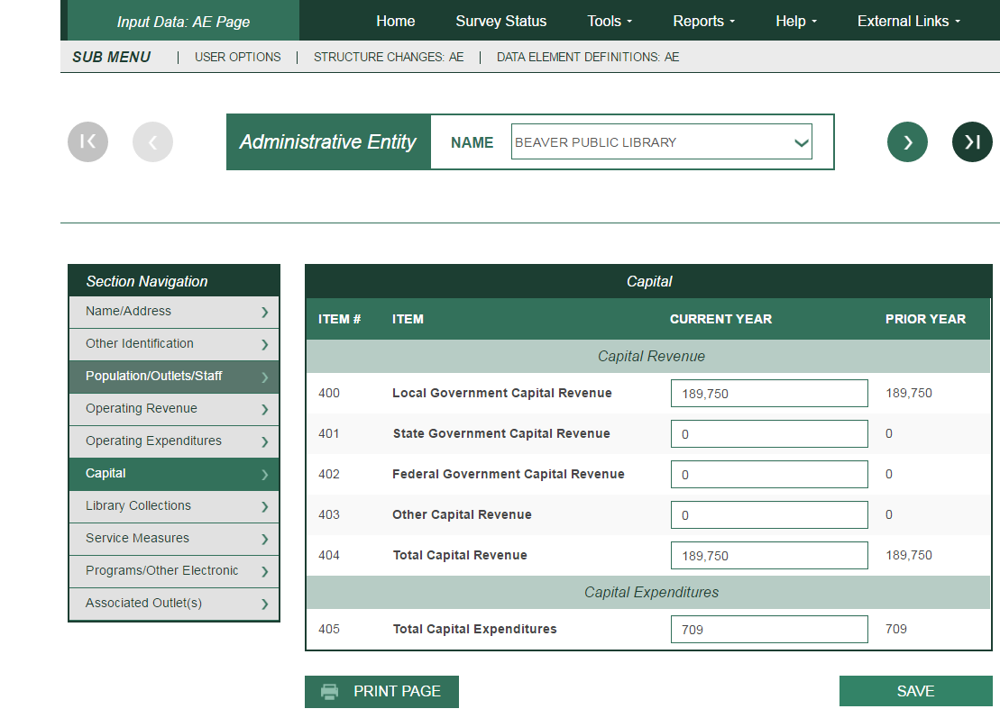 Input Data: AE Page Home Survey Status Tools Reports Help External Links
SUB MENU | USER OPTIONS | STRUCTURE CHANGES: AE | DATA ELEMENT DEFINITIONS: AE
Administrative Entity NAME BEAVER PUBLIC LIBRARY
Section Navigation
Name/Address
Other Identification
Population/Outlets/Staff
Operating Revenue
Operating Expenditures
Capital
Library Collections
Service Measures
Programs/Other Electronic
Associated Outlet(s)
Capital
ITEM # ITEM CURRENT YEAR PRIOR YEAR
Capital Revenue
400 Local Government Capital Revenue 189,750 189,750
401 State Government Capital Revenue 0 0
402 Federal Government Capital Revenue 0 0
403 Other Capital Revenue 0 0
404 Total Capital Revenue 189,750 189,750
Capital Expenditures
405 Total Capital Expenditures 709 709
PRINT PAGE SAVE